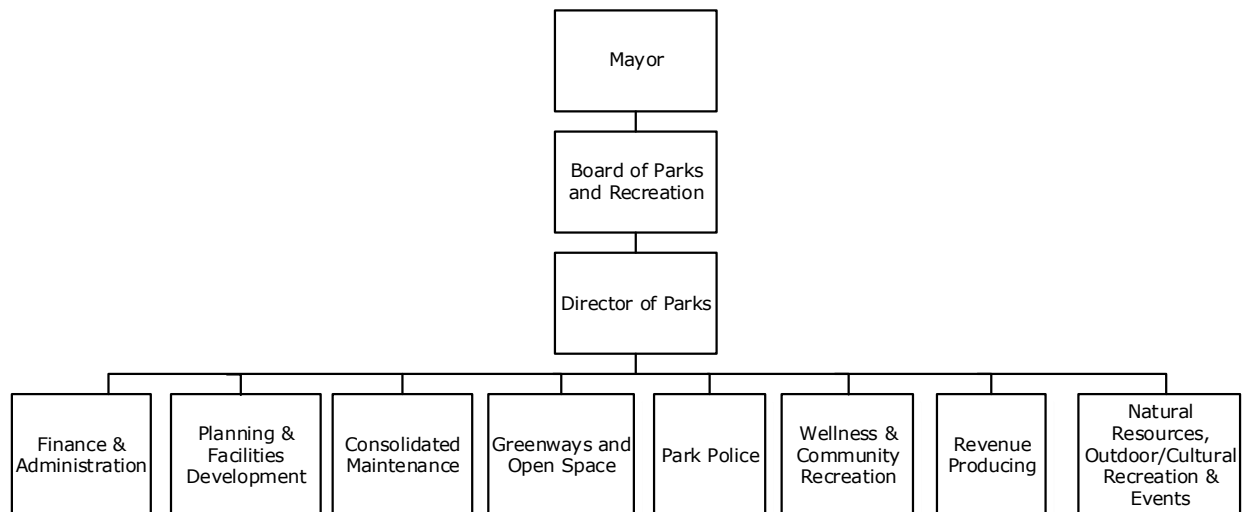 Mayor
Board of Parks
and Recreation
Director of Parks
Finance &
Administration
Planning &
Facilities
Development
Consolidated
Maintenance
Greenways and
Open Space
Park Police
Wellness &
Community
Recreation
Revenue
Producing
Natural
Resources,
Outdoor/Cultural
Recreation &
Events